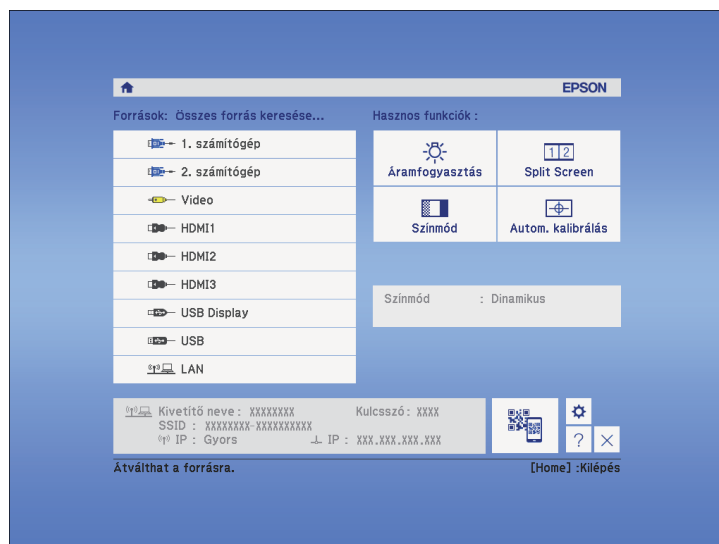 EPSON
Források: Összes forrás keresése...
Hasznos funkciók :
1. számítógép
2. számítógép
Video
HDMI1
HDMI2
HDMI3
USB Display
USB
LAN
Áramfogyasztás
1 2
Split Screen
Színmód
Autom. kalibrálás
Színmód : Dinamikus
Kivetítő neve : XXXXXXXX Kulcsszó : XXXX
SSID : XXXXXXXX-XXXXXXXXXX
IP : Gyors IP : XXX.XXX.XXX.XXX
?
Átválthat a forrásra.
[Home] :Kilépés